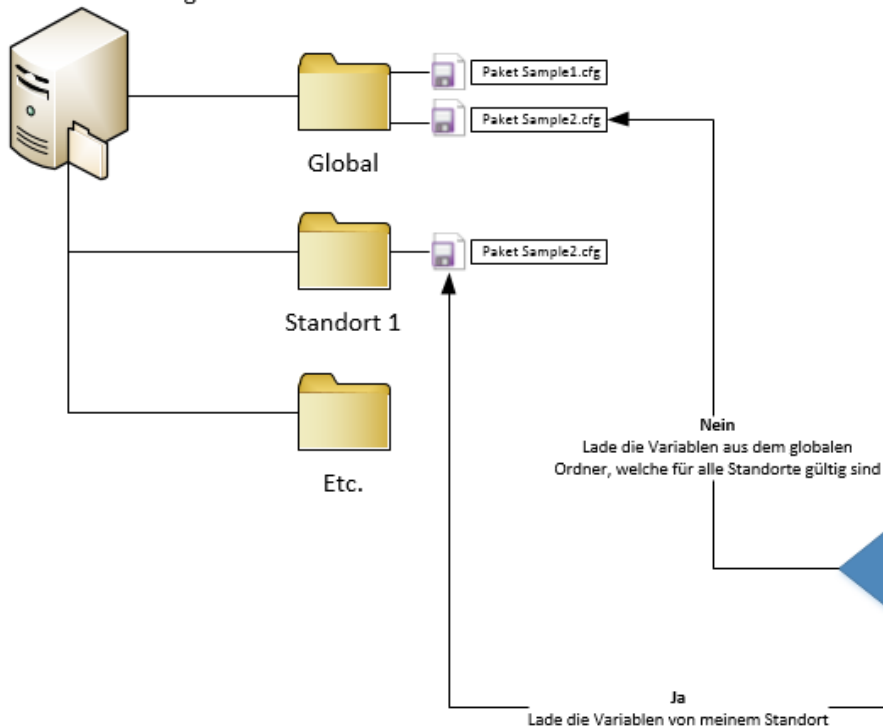 Paket Sample1.cfg
Paket Sample2.cfg
Global
Paket Sample2.cfg
Standort 1
Etc.
Nein
Lade die Variablen aus dem globalen
Ordner, welche für alle Standorte gültig sind
Ja
Lade die Variablen von meinem Standort